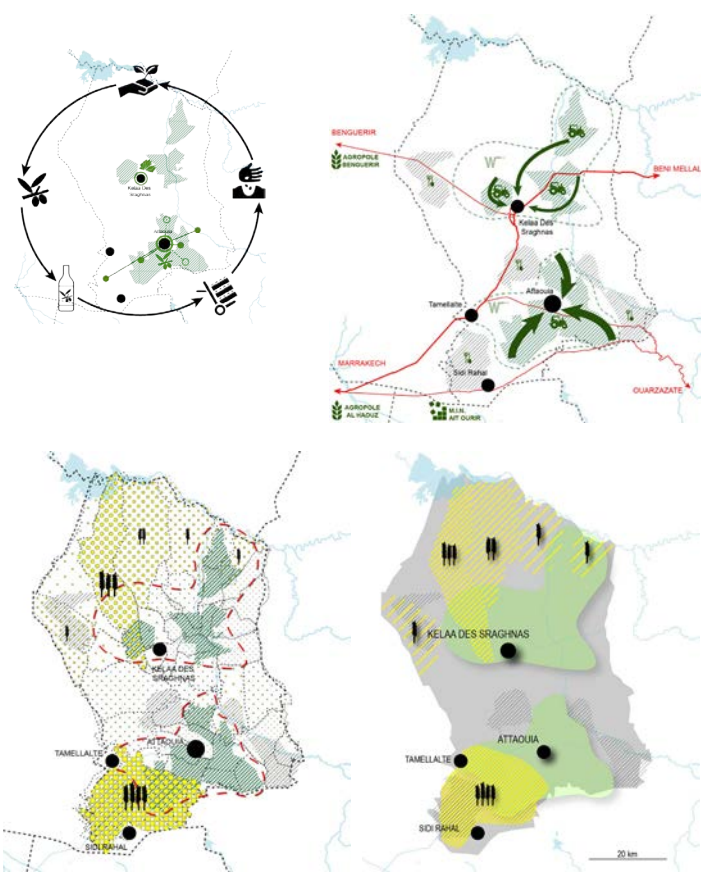 Kelaa Des
Sraghnas
Attaouia
BENGUERIR
AGROPOLE
BENGUERIR
BENI MELLAL
Kelaa Des
Sraghnas
Attaouia
Tamellalte
MARRAKECH
Sidi Rahal
OUARZAZATE
AGROPOLE
AL HAOUZ
M.I.N.
AIT OURIR
KELAA DES
SRAGHNAS
ATTAOUIA
TAMELLALTE
SIDI RAHAL
KELAA DES SRAGHNAS
ATTAOUIA
TAMELLALTE
SIDI RAHAL
20 km